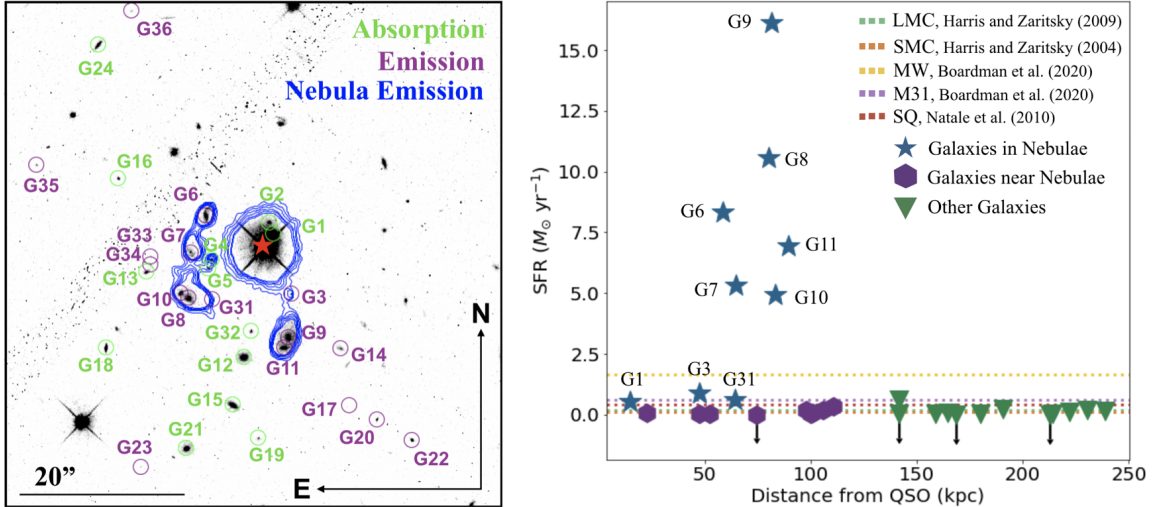 G36
Absorption
Emission
Nebula Emission
G24
G16
G35
G6
G2
G1
G7
G4
G33
G34
G13
G5
G10
G31
G3
G8
N
G32
G9
G18
G12
G11
G14
G15
G17
G20
G21
G19
G22
G23
20”
E
SFR (M⊙ yr⁻¹)
15.0
12.5
10.0
7.5
5.0
2.5
0.0
G9
G8
G6
G11
G7
G10
G1
G3
G31
LMC, Harris and Zaritsky (2009)
SMC, Harris and Zaritsky (2004)
MW, Boardman et al. (2020)
M31, Boardman et al. (2020)
SQ, Natale et al. (2010)
Galaxies in Nebulae
Galaxies near Nebulae
Other Galaxies
50
100
150
200
250
Distance from QSO (kpc)